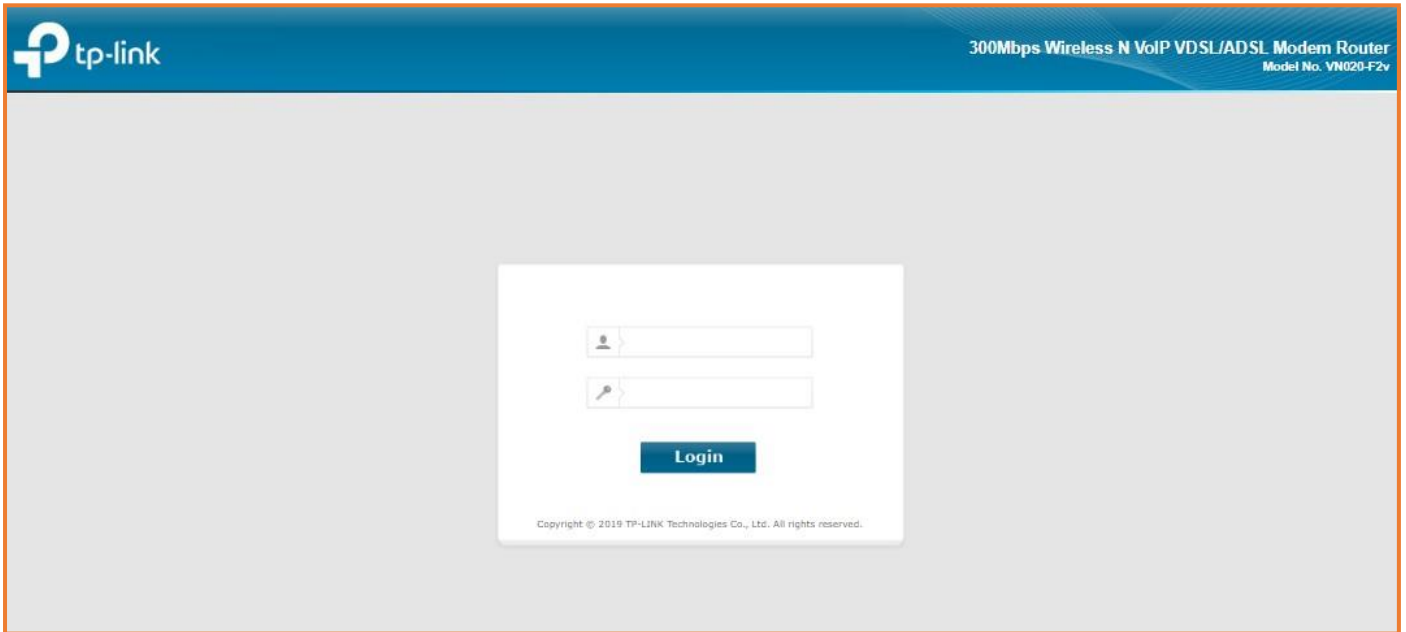 tp-link
300Mbps Wireless N VoIP VDSL/ADSL Modem Router
Model No. VN020-F2v
Login
Copyright © 2019 TP-LINK Technologies Co., Ltd. All rights reserved.